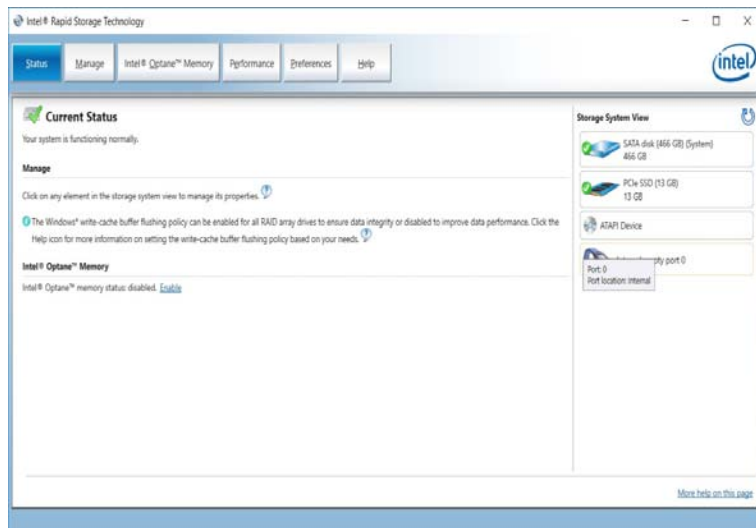 Intel® Rapid Storage Technology
Status
Manage
Intel® Optane™ Memory
Performance
Preferences
Help
intel
Current Status
Your system is functioning normally.
Manage
Click on any element in the storage system view to manage its properties.
The Windows* write-cache buffer flushing policy can be enabled for all RAID array drives to ensure data integrity or disabled to improve data performance. Click the
Help icon for more information on setting the write-cache buffer flushing policy based on your needs.
Intel® Optane™ Memory
Intel® Optane™ memory status: disabled. Enable
Storage System View
SATA disk (466 GB) (System)
466 GB
PCIe SSD (13 GB)
13 GB
ATAPI Device
port 0
Port: 0
Port location: internal
More help on this page